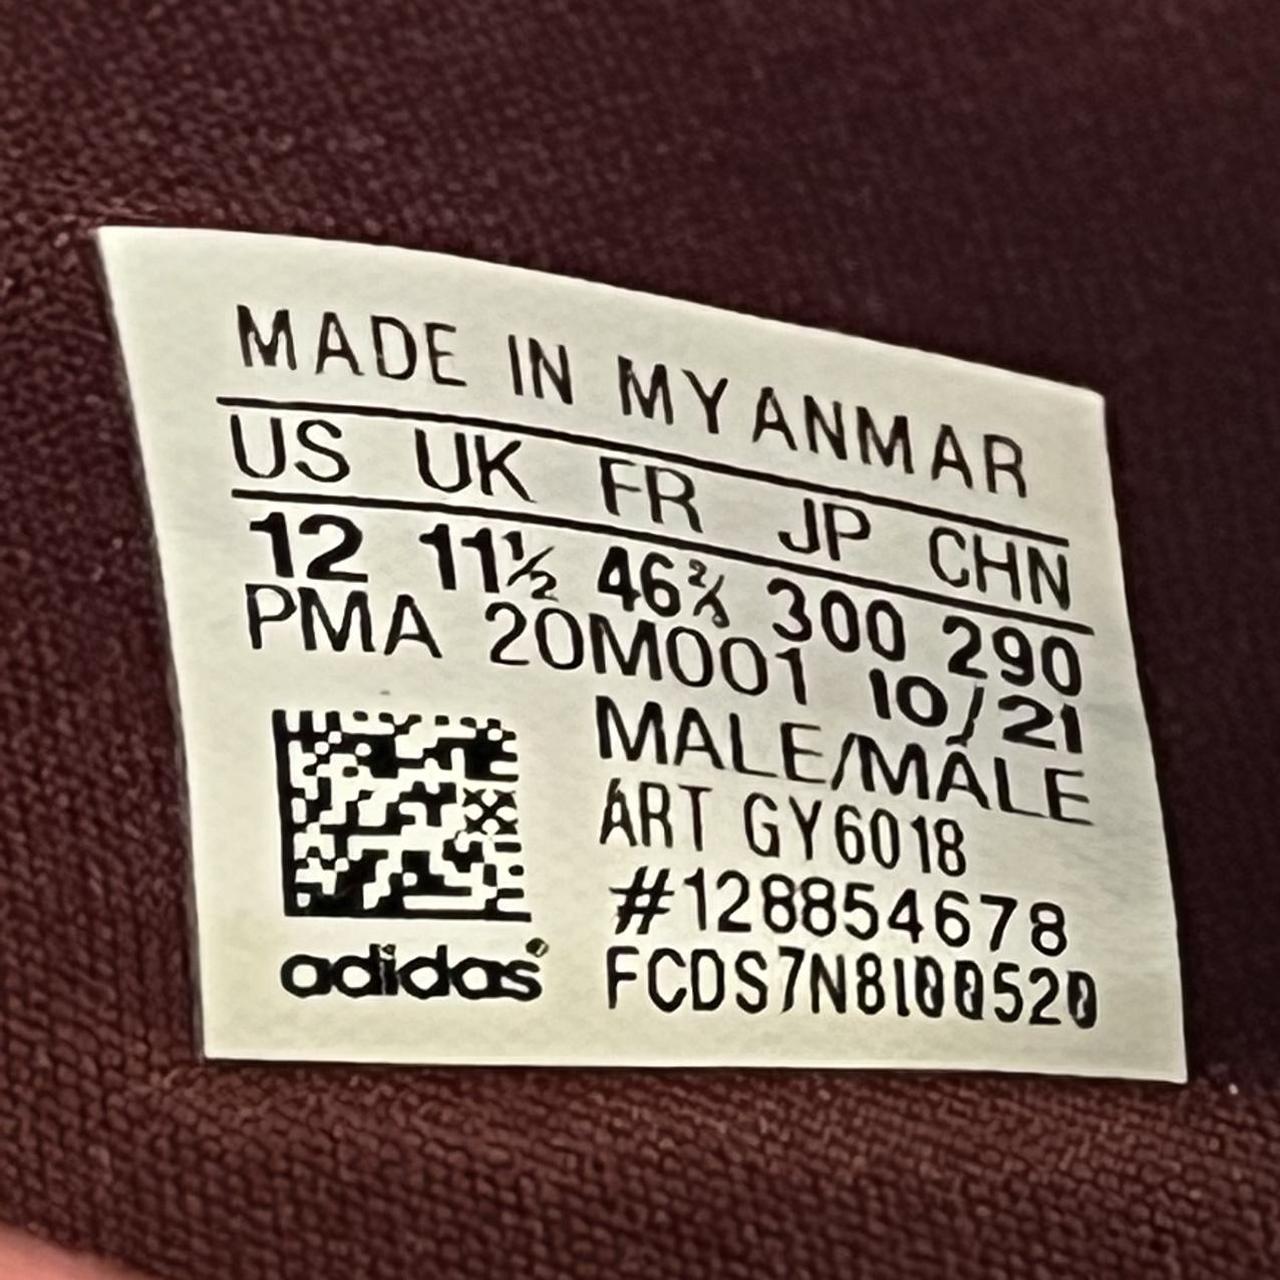 MADE IN MYANMAR
US UK FR JP CHN
12 11½ 46⅔ 300 290
PMA 20M001 10/21
MALE/MÂLE
ART GY6018
#128854678
FCDS7N8100520
adidas